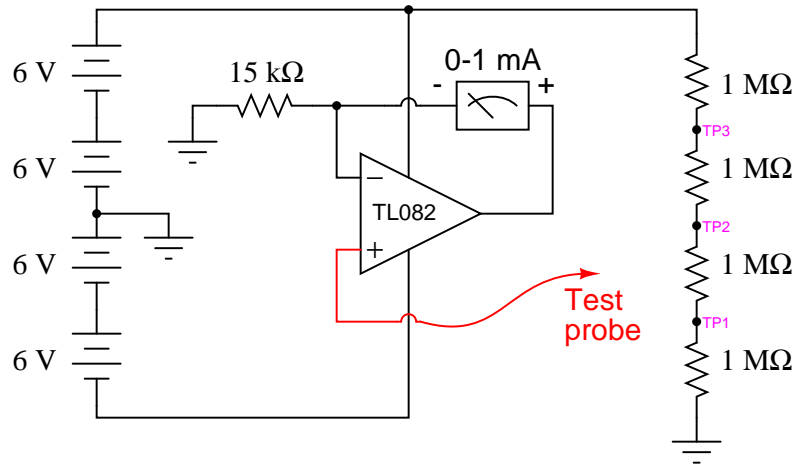 6 V
6 V
6 V
6 V
15 kΩ
0-1 mA
- +
−
TL082
+
Test
probe
1 MΩ
TP3
1 MΩ
TP2
1 MΩ
TP1
1 MΩ